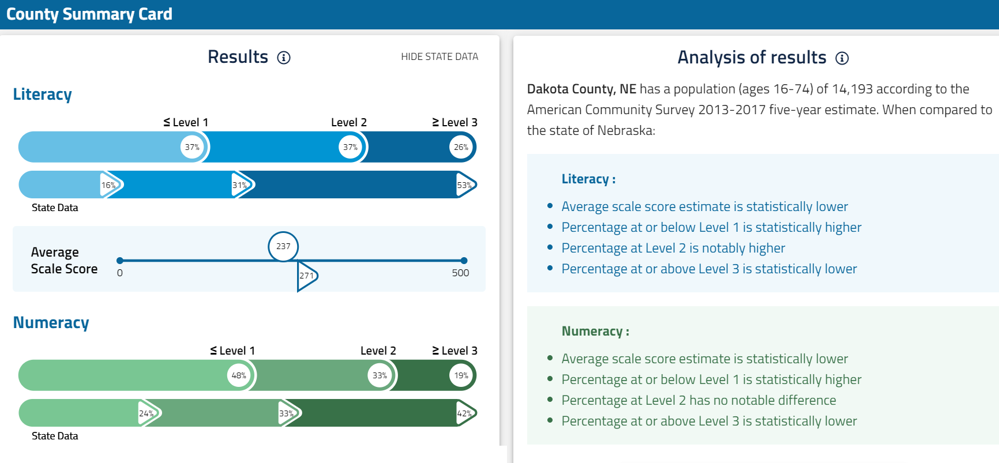 County Summary Card
Results
HIDE STATE DATA
Literacy
≤ Level 1
Level 2
≥ Level 3
37%
37%
26%
16%
31%
53%
State Data
Average
Scale Score
237
271
0
500
Numeracy
≤ Level 1
Level 2
≥ Level 3
48%
33%
19%
24%
33%
42%
State Data
Analysis of results
Dakota County, NE has a population (ages 16-74) of 14,193 according to the
American Community Survey 2013-2017 five-year estimate. When compared to
the state of Nebraska:
Literacy :
Average scale score estimate is statistically lower
Percentage at or below Level 1 is statistically higher
Percentage at Level 2 is notably higher
Percentage at or above Level 3 is statistically lower
Numeracy :
Average scale score estimate is statistically lower
Percentage at or below Level 1 is statistically higher
Percentage at Level 2 has no notable difference
Percentage at or above Level 3 is statistically lower